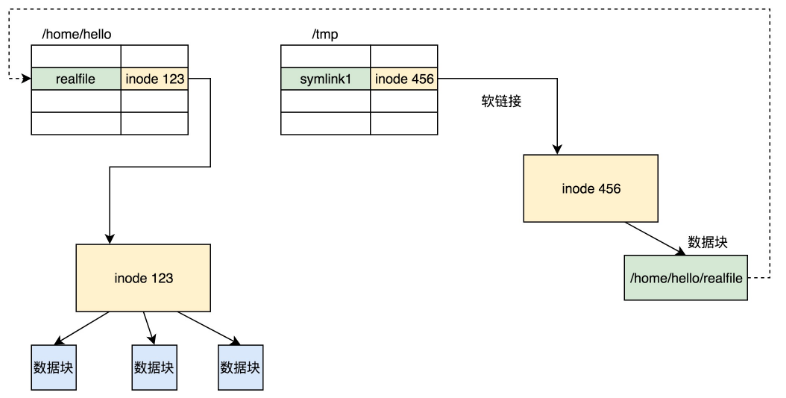 /home/hello
/tmp
realfile
inode 123
symlink1
inode 456
软链接
inode 456
数据块
/home/hello/realfile
inode 123
数据块
数据块
数据块